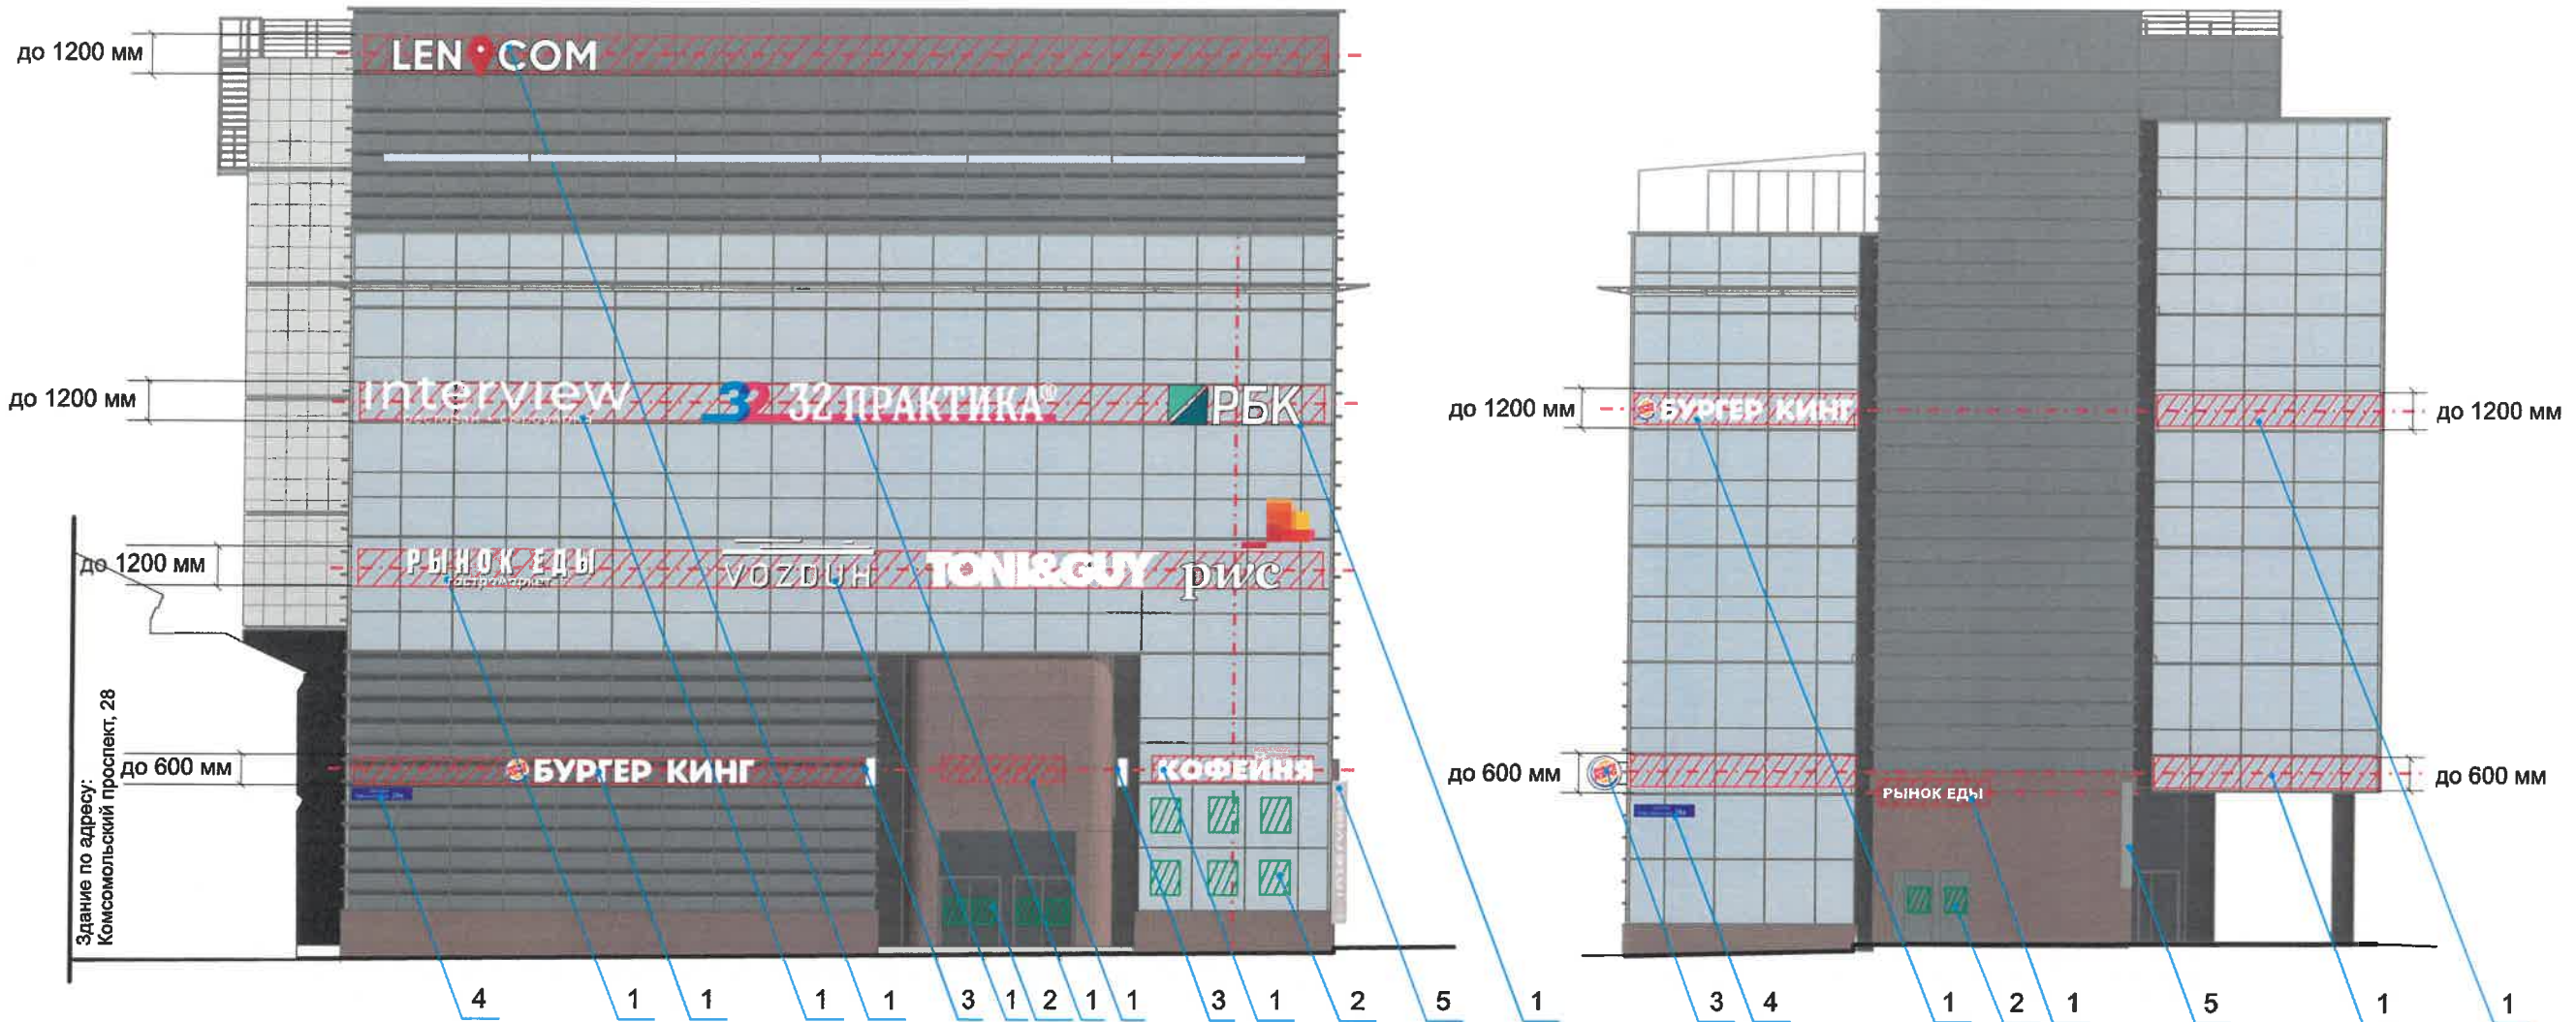 до 1200 мм
LEN COM
до 1200 мм
interview
32 32 ПРАКТИКА®
РБК
до 1200 мм
РЫНОК ЕДЫ
гастромаркет
VOZDUH
TONI&GUY
pwc
до 600 мм
БУРГЕР КИНГ
КОФЕЙНЯ
Здание по адресу:
Комсомольский проспект, 28
4 1 1 1 1 3 1 2 1 1 3 1 2 5 1
до 1200 мм
БУРГЕР КИНГ
до 1200 мм
до 600 мм
РЫНОК ЕДЫ
до 600 мм
3 4 1 2 1 5 1 1